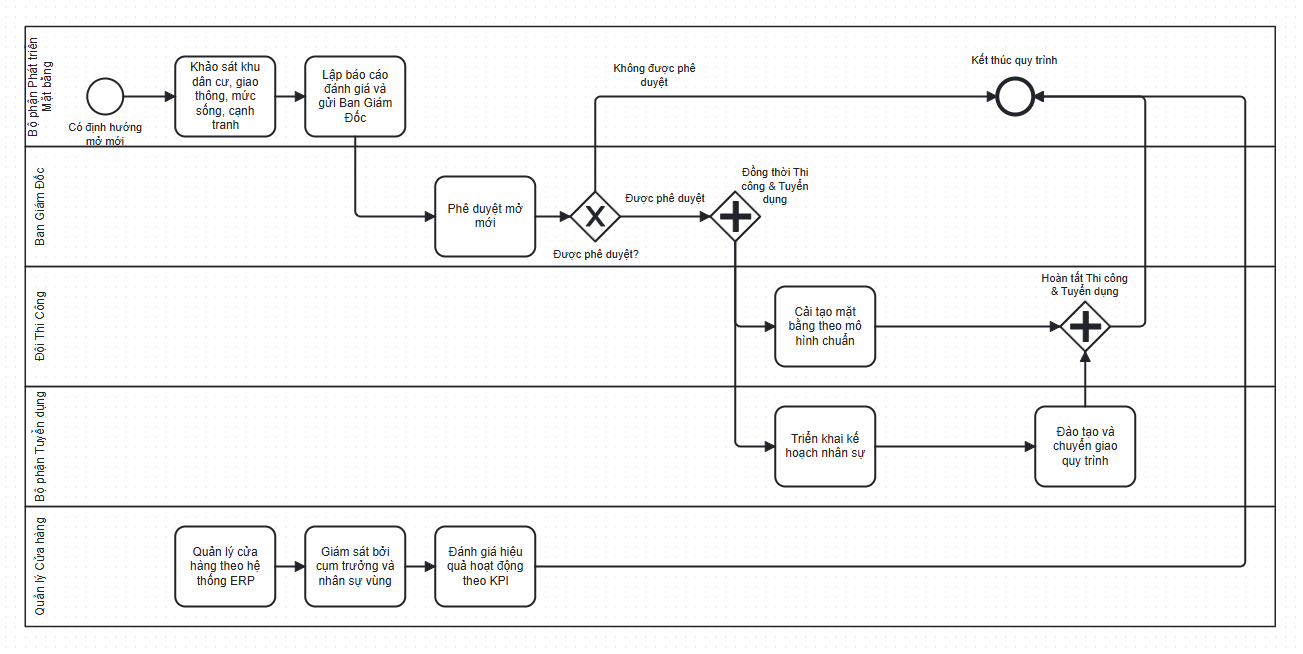 Bộ phận Phát triển
Mặt bằng
Có định hướng
mở mới
Khảo sát khu
dân cư, giao
thông, mức
sống, cạnh
tranh
Lập báo cáo
đánh giá và
gửi Ban Giám
Đốc
Không được phê
duyệt
Kết thúc quy trình
Ban Giám Đốc
Phê duyệt mở
mới
Được phê duyệt?
Được phê duyệt
Đồng thời Thi
công & Tuyển
dụng
Đội Thi Công
Cải tạo mặt
bằng theo mô
hình chuẩn
Hoàn tất Thi công
& Tuyển dụng
Bộ phận Tuyển dụng
Triển khai kế
hoạch nhân sự
Đào tạo và
chuyển giao
quy trình
Quản lý Cửa hàng
Quản lý cửa
hàng theo hệ
thống ERP
Giám sát bởi
cụm trưởng và
nhân sự vùng
Đánh giá hiệu
quả hoạt động
theo KPI